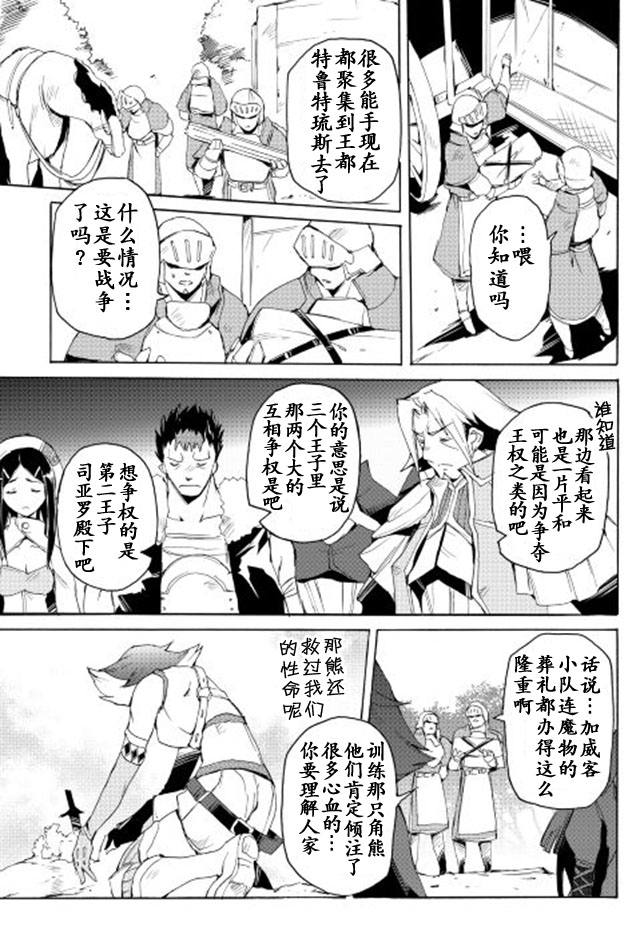 …喂
你知道
吗
很多能手现在
都聚集到王都
特鲁特琉斯
去了
什么情况…
这是要战争
了吗？
谁知道
那边看起来
也是一片平和
可能是因为争夺
王权之类的吧
你的意思是说
三个王子里
那两个大的
互相争权是吧
想争权的是
第二王子
司亚罗殿下吧
话说…加威客
小队连魔物的
葬礼都办得这么
隆重啊
训练那只角熊
他们肯定倾注了
很多心血的…
你要理解人家
那熊还
救过我们
的性命呢